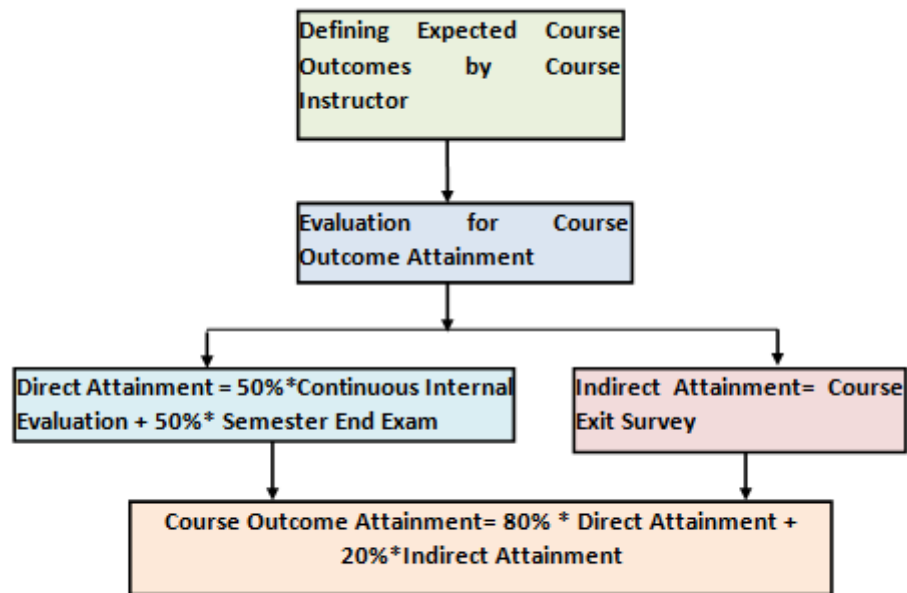 Defining Expected Course
Outcomes by Course
Instructor
Evaluation for Course
Outcome Attainment
Direct Attainment = 50%*Continuous Internal
Evaluation + 50%* Semester End Exam
Indirect Attainment= Course
Exit Survey
Course Outcome Attainment= 80% * Direct Attainment +
20%*Indirect Attainment